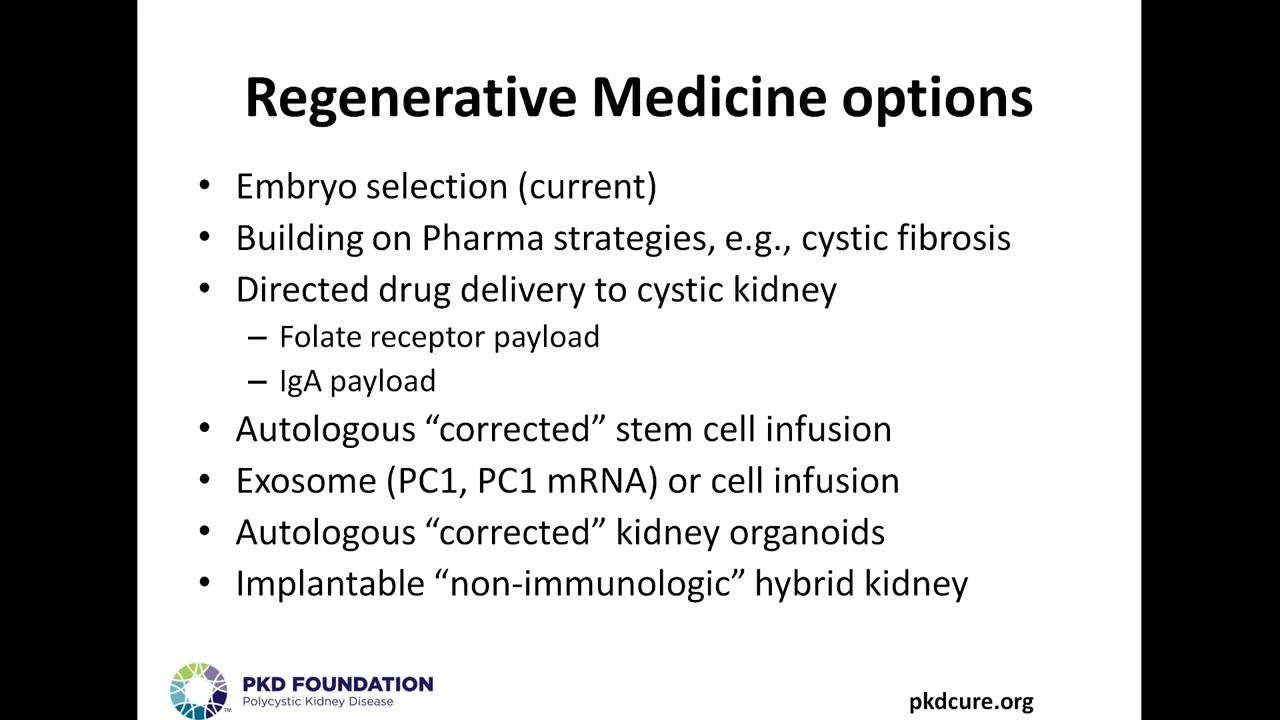 Regenerative Medicine options
• Embryo selection (current)
• Building on Pharma strategies, e.g., cystic fibrosis
• Directed drug delivery to cystic kidney
– Folate receptor payload
– IgA payload
• Autologous “corrected” stem cell infusion
• Exosome (PC1, PC1 mRNA) or cell infusion
• Autologous “corrected” kidney organoids
• Implantable “non-immunologic” hybrid kidney
PKD FOUNDATION
Polycystic Kidney Disease
TM
pkdcure.org